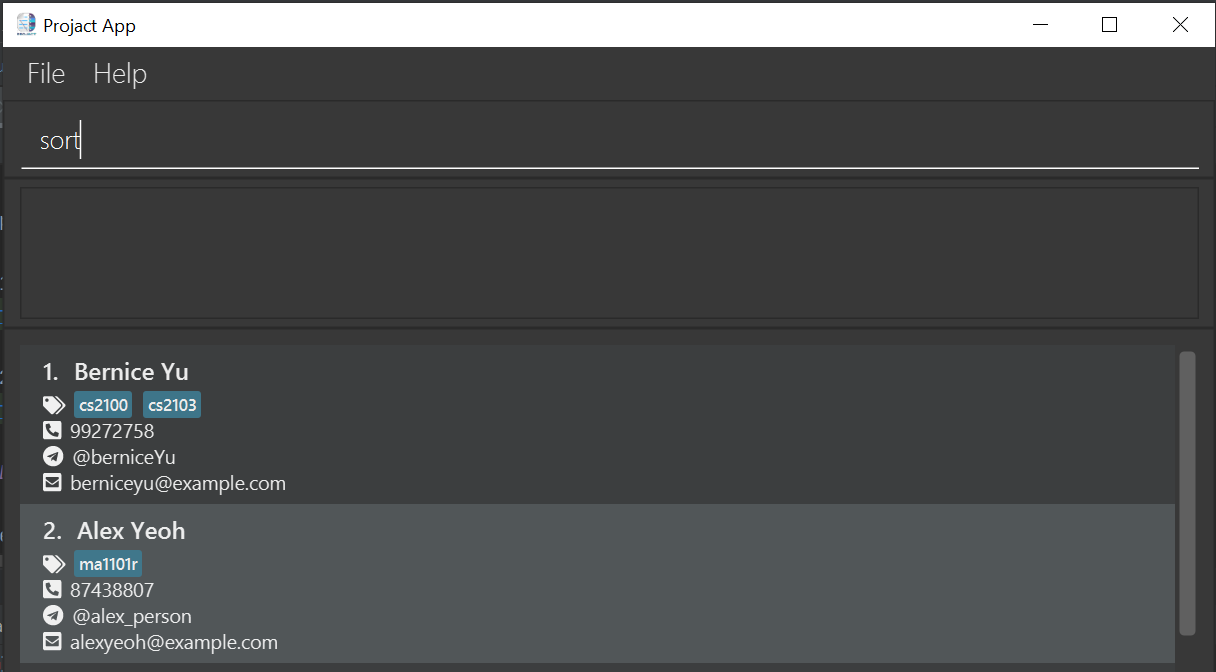 Project App
File Help
sort
1. Bernice Yu
cs2100 cs2103
99272758
@berniceYu
berniceyu@example.com
2. Alex Yeoh
ma1101r
87438807
@alex_person
alexyeoh@example.com